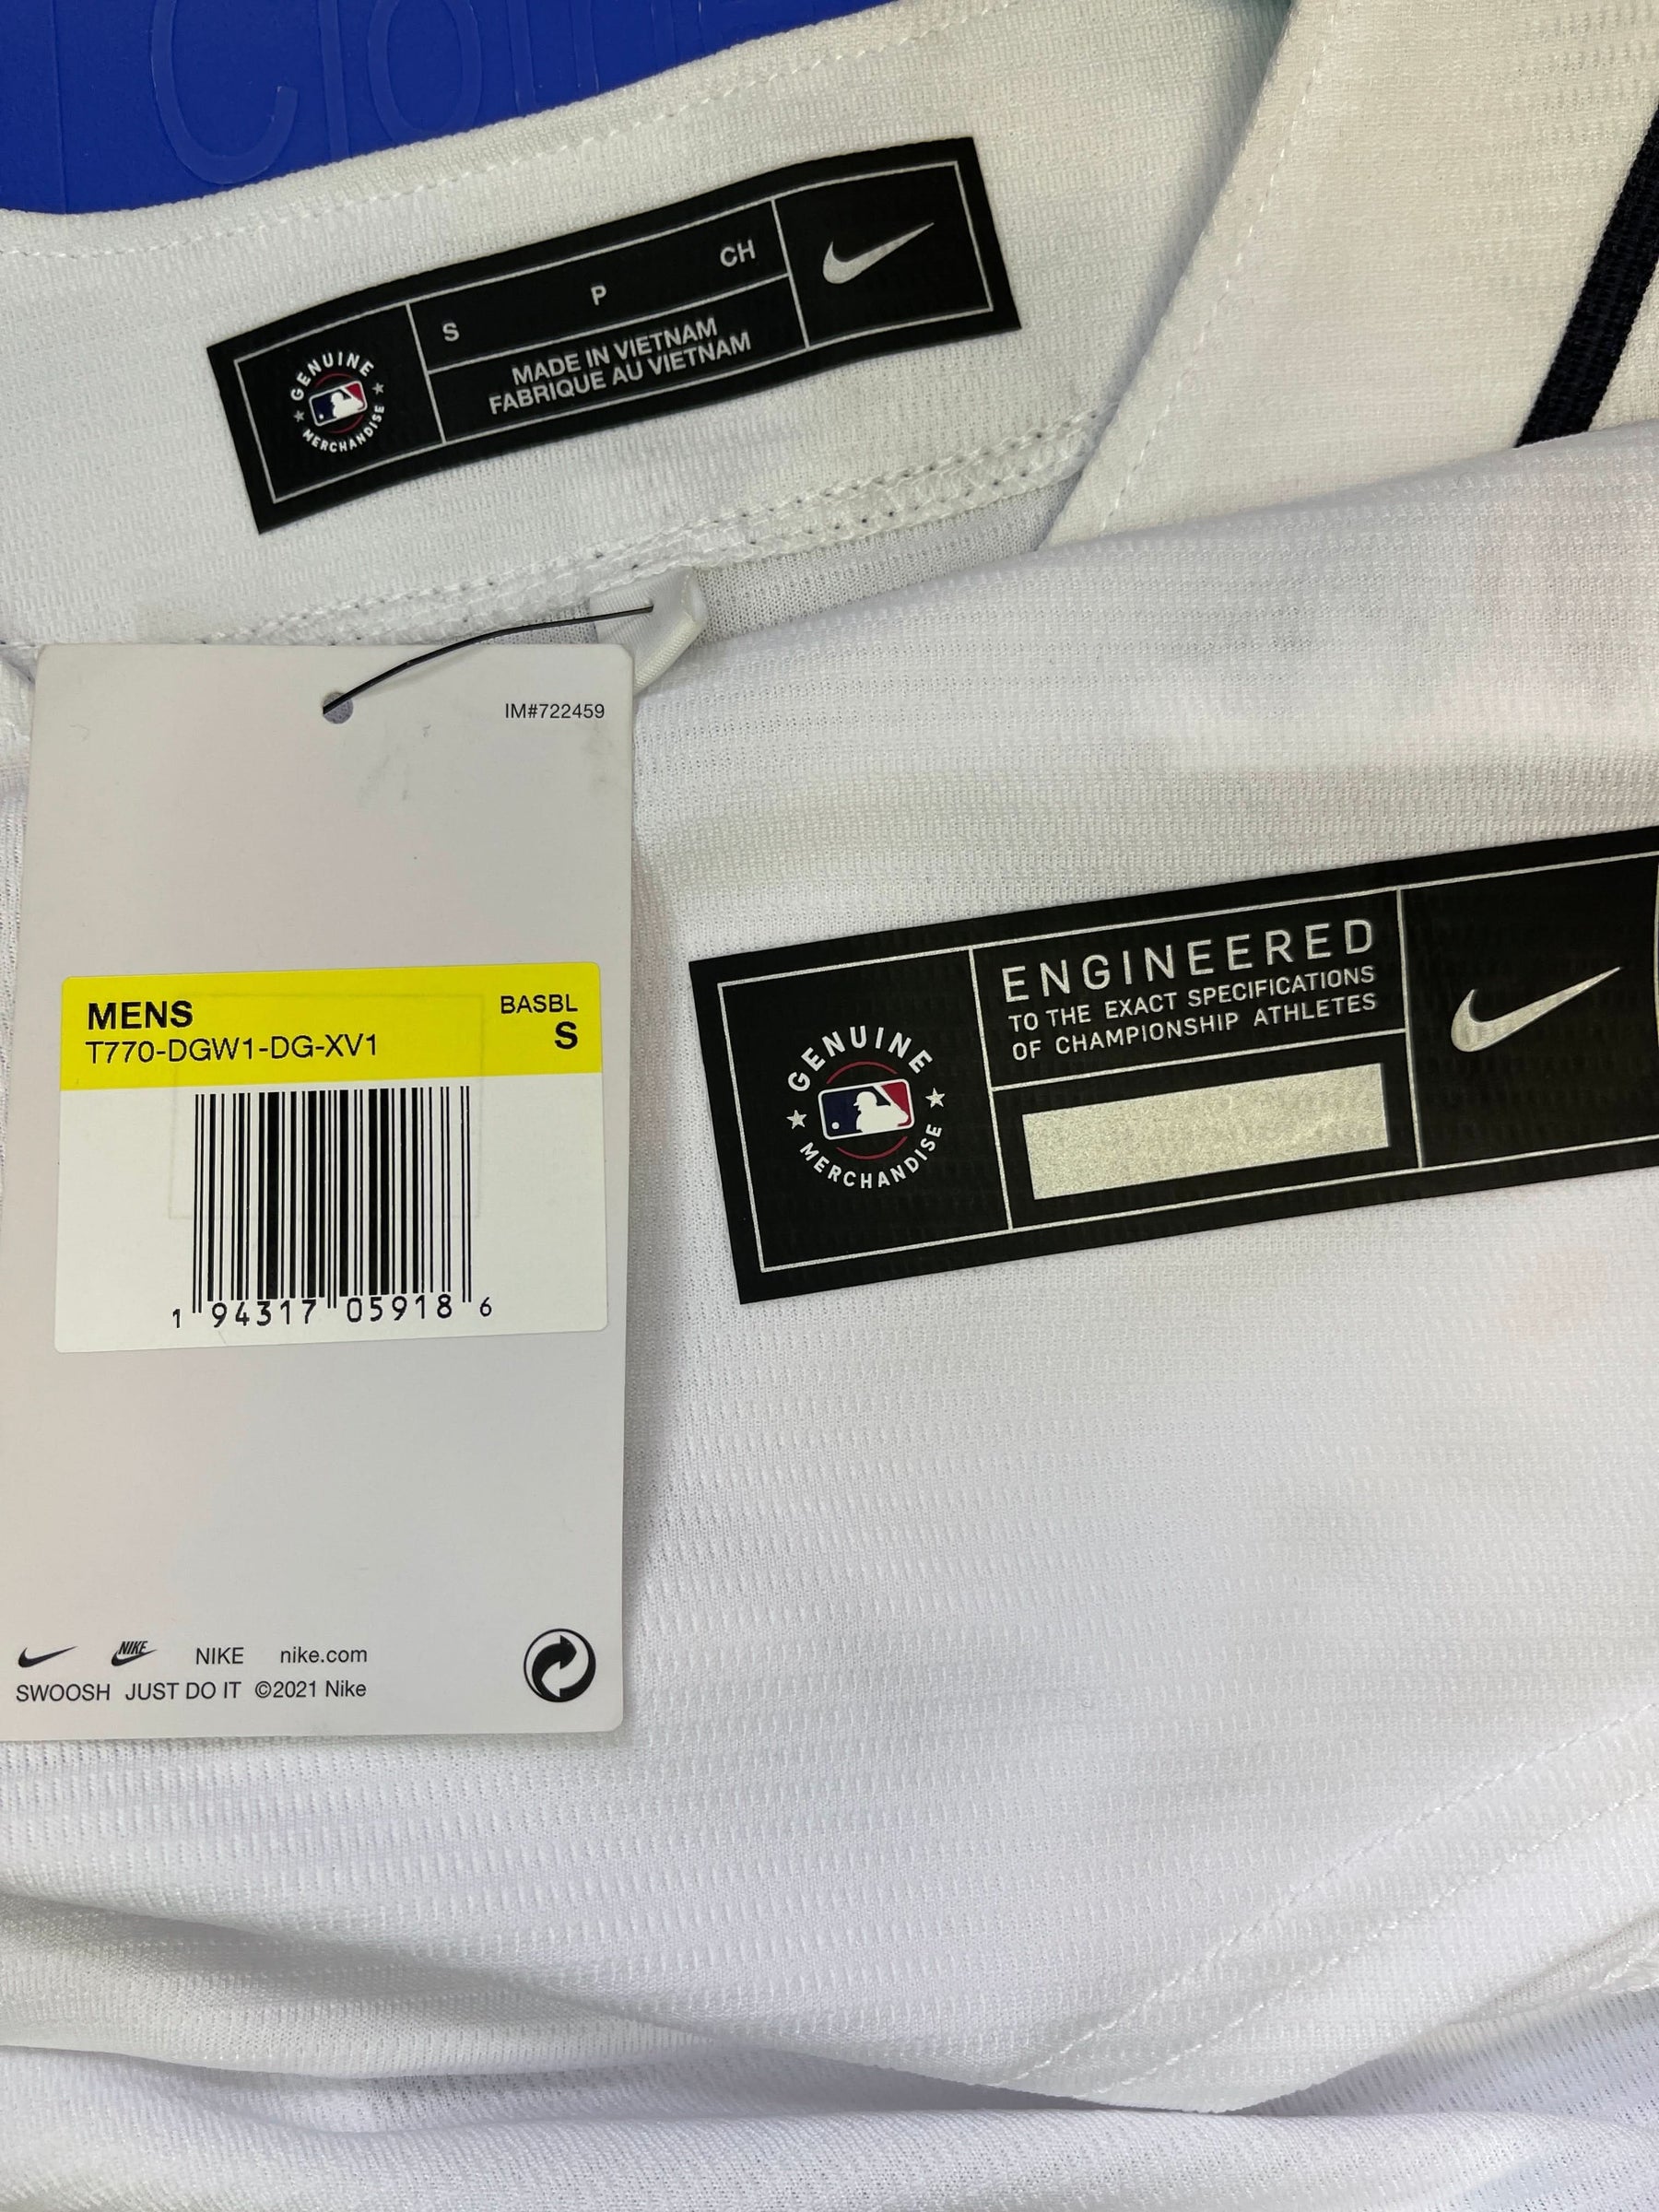 Clo
GENUINE
MERCHANDISE
S P CH
MADE IN VIETNAM
FABRIQUE AU VIETNAM
IM#722459
MENS
BASBL
T770-DGW1-DG-XV1
S
1 94317 05918 6
NIKE
NIKE nike.com
SWOOSH JUST DO IT ©2021 Nike
GENUINE
MERCHANDISE
ENGINEERED
TO THE EXACT SPECIFICATIONS
OF CHAMPIONSHIP ATHLETES